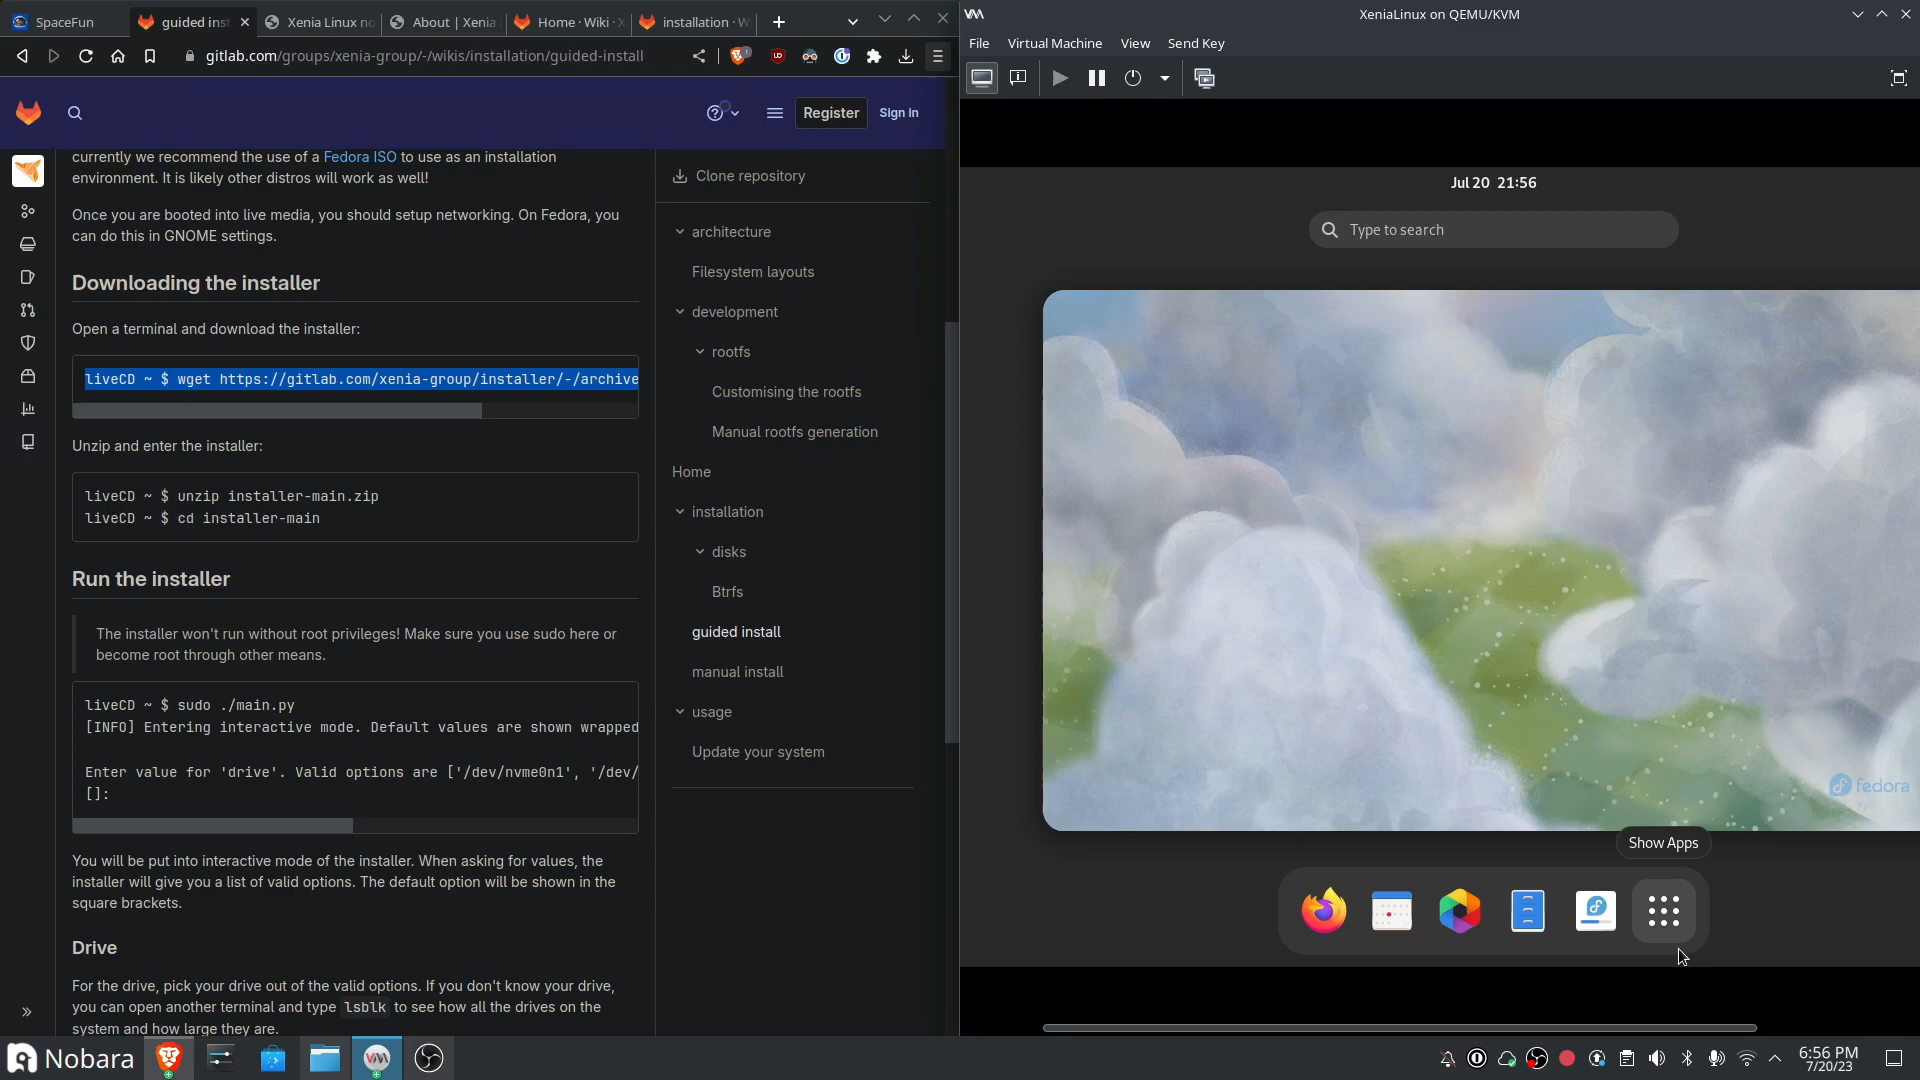 SpaceFun
guided inst
Xenia Linux no
About | Xenia
Home · Wiki · X
installation · W
gitlab.com/groups/xenia-group/-/wikis/installation/guided-install
1
Register
Sign in
currently we recommend the use of a Fedora ISO to use as an installation
environment. It is likely other distros will work as well!
Once you are booted into live media, you should setup networking. On Fedora, you
can do this in GNOME settings.
Downloading the installer
Open a terminal and download the installer:
liveCD ~ $ wget https://gitlab.com/xenia-group/installer/-/archive
Unzip and enter the installer:
liveCD ~ $ unzip installer-main.zip
liveCD ~ $ cd installer-main
Run the installer
The installer won't run without root privileges! Make sure you use sudo here or
become root through other means.
liveCD ~ $ sudo ./main.py
[INFO] Entering interactive mode. Default values are shown wrapped
Enter value for 'drive'. Valid options are ['/dev/nvme0n1', '/dev/
[]:
You will be put into interactive mode of the installer. When asking for values, the
installer will give you a list of valid options. The default option will be shown in the
square brackets.
Drive
For the drive, pick your drive out of the valid options. If you don't know your drive,
you can open another terminal and type lsblk to see how all the drives on the
system and how large they are.
Clone repository
architecture
Filesystem layouts
development
rootfs
Customising the rootfs
Manual rootfs generation
Home
installation
disks
Btrfs
guided install
manual install
usage
Update your system
XeniaLinux on QEMU/KVM
File
Virtual Machine
View
Send Key
Jul 20 21:56
Type to search
fedora
Show Apps
Nobara
6:56 PM
7/20/23